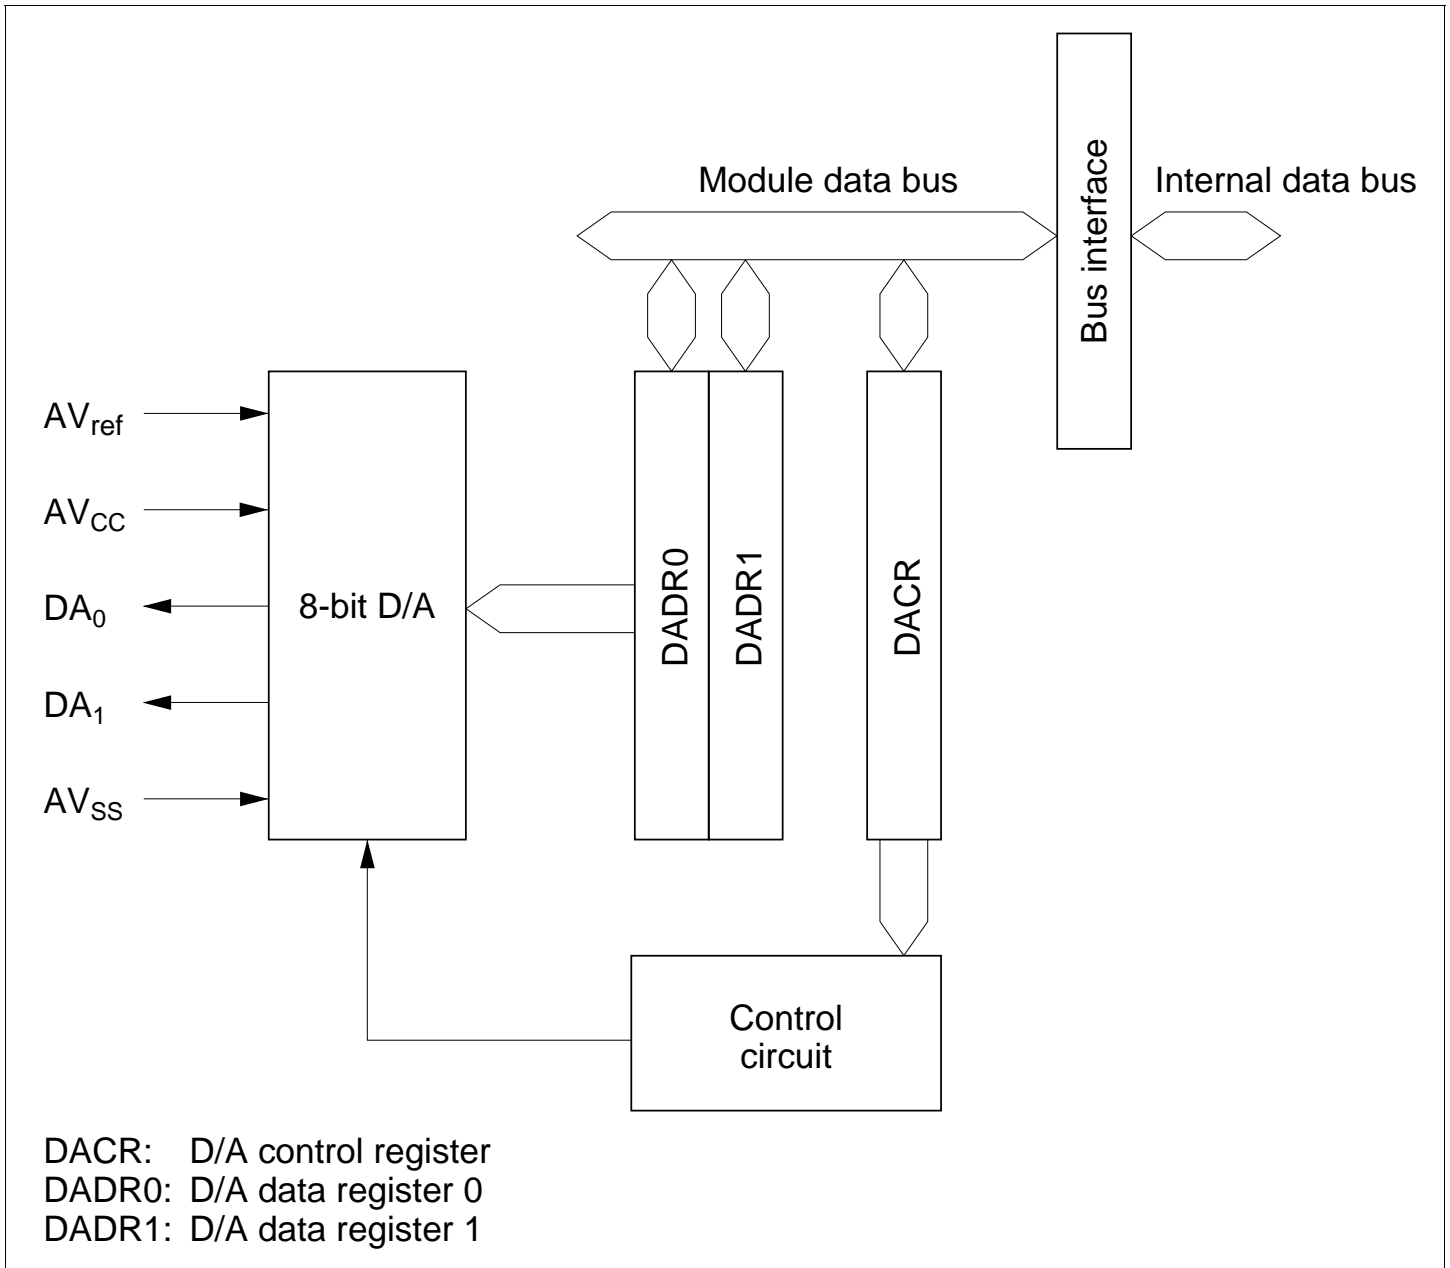 Module data bus
Internal data bus
Bus interface
AVref
AVCC
DA0
DA1
AVSS
8-bit D/A
DADR0
DADR1
DACR
Control
circuit
DACR: D/A control register
DADR0: D/A data register 0
DADR1: D/A data register 1